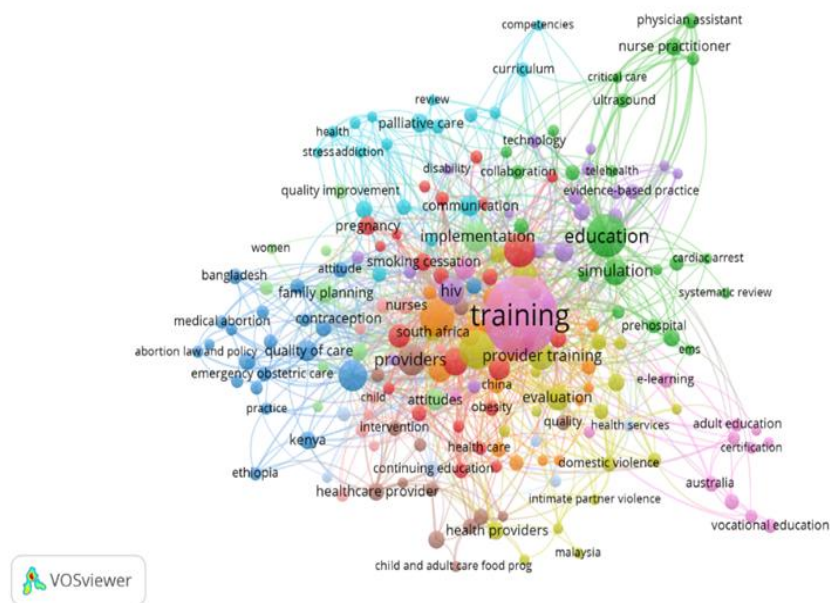 physician assistant
competencies
nurse practitioner
curriculum
critical care
review
ultrasound
health
palliative care
technology
stress
addiction
disability
collaboration
telehealth
quality improvement
evidence-based practice
communication
pregnancy
implementation
education
women
smoking cessation
cardiac arrest
bangladesh
attitude
simulation
family planning
hiv
systematic review
nurses
medical abortion
contraception
training
south africa
prehospital
abortion law and policy
quality of care
providers
provider training
ems
emergency obstetric care
china
e-learning
child
attitudes
evaluation
practice
obesity
intervention
quality
health services
adult education
kenya
health care
certification
ethiopia
continuing education
domestic violence
australia
healthcare provider
intimate partner violence
health providers
vocational education
malaysia
child and adult care food prog
VOSviewer